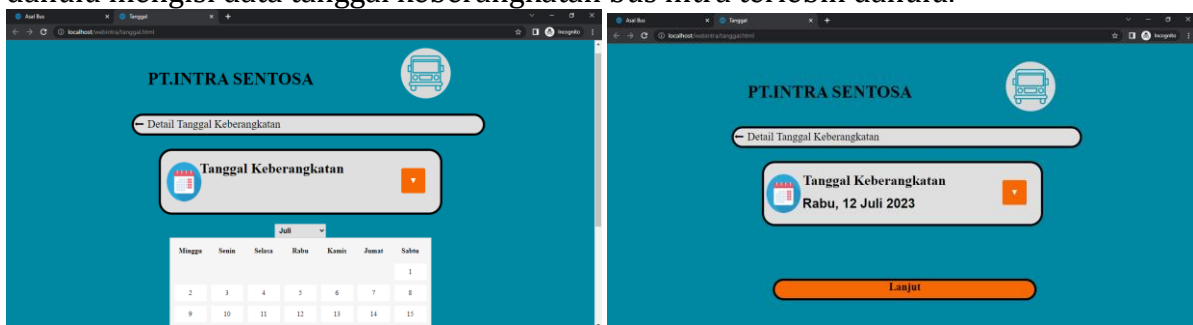 dahulu mengisi data tanggal keberangkatan bus intra terlebih dahulu.
Asal Bus
Tanggal
localhost/webintra/tanggal.html
Incognito
PT.INTRA SENTOSA
Detail Tanggal Keberangkatan
Tanggal Keberangkatan
Juli
Minggu Senin Selasa Rabu Kamis Jumat Sabtu
1
2 3 4 5 6 7 8
9 10 11 12 13 14 15
Asal Bus
Tanggal
localhost/webintra/tanggal.html
Incognito
PT.INTRA SENTOSA
Detail Tanggal Keberangkatan
Tanggal Keberangkatan
Rabu, 12 Juli 2023
Lanjut